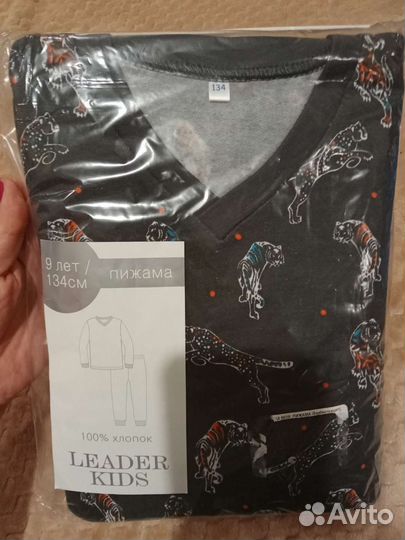 134
9 лет /
134см
пижама
100% хлопок
LEADER
KIDS
Avito